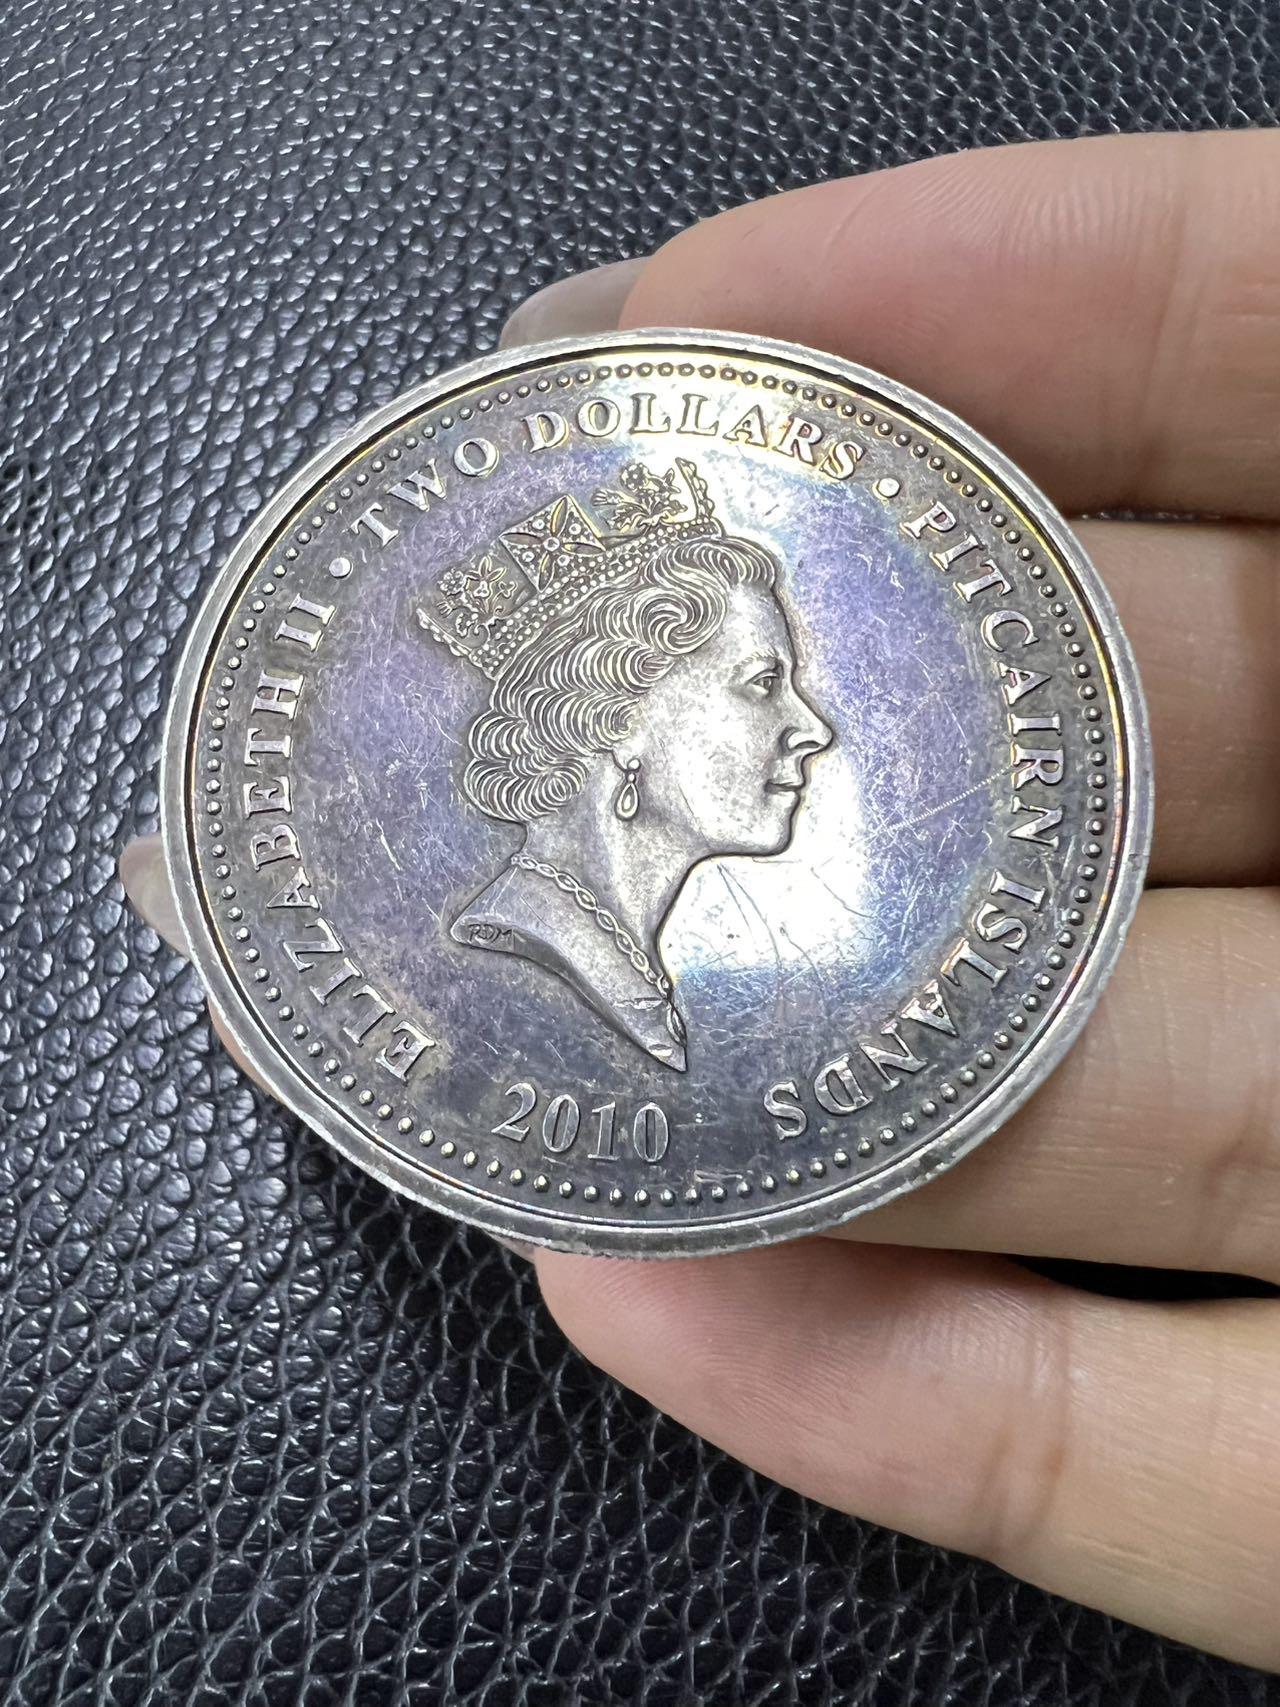 ELIZABETH II • TWO DOLLARS • PITCAIRN ISLANDS
RDM
2010